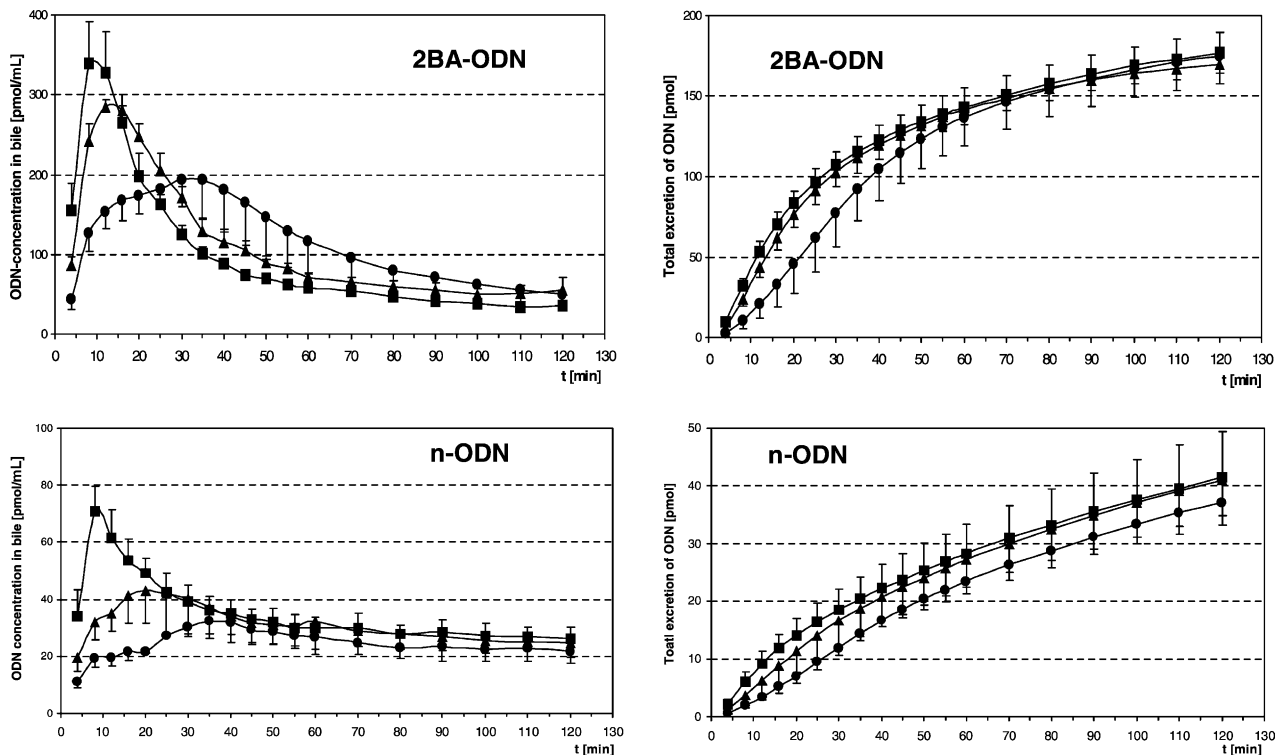 2BA-ODN
ODN-concentration in bile [pmol/mL]
400
300
200
100
0
0 10 20 30 40 50 60 70 80 90 100 110 120 130
t [min]
2BA-ODN
Total excretion of ODN [pmol]
200
150
100
50
0
0 10 20 30 40 50 60 70 80 90 100 110 120 130
t [min]
n-ODN
ODN concentration in bile [pmol/mL]
100
80
60
40
20
0
0 10 20 30 40 50 60 70 80 90 100 110 120 130
t [min]
n-ODN
Toatl excretion of ODN [pmol]
50
40
30
20
10
0
0 10 20 30 40 50 60 70 80 90 100 110 120 130
t [min]